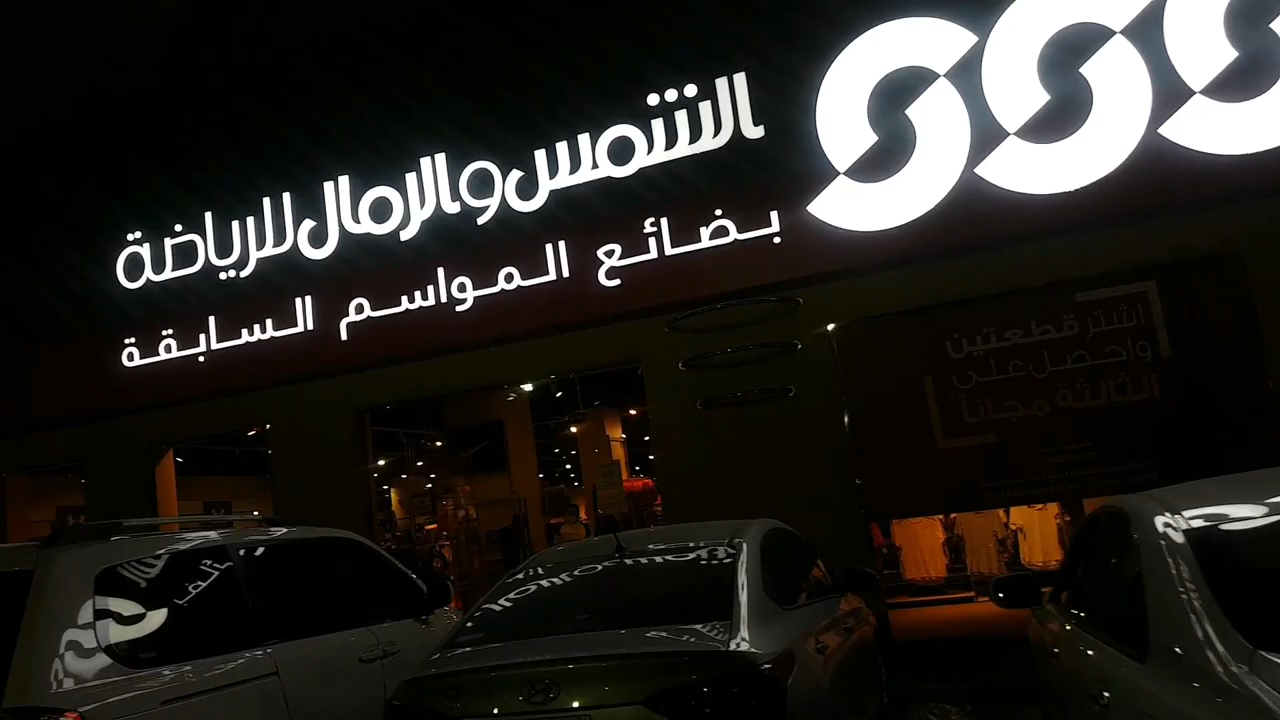 الشمس والرمال للرياضة
بضائع المواسم السابقة
اشترِ قطعتين
واحصل على
الثالثة مجاناً